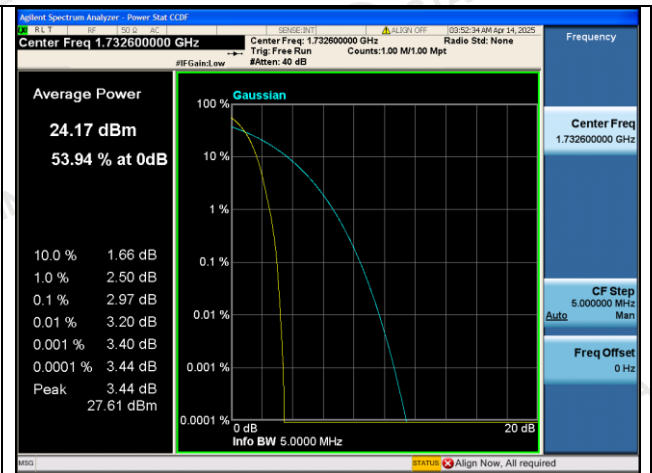 Agilent Spectrum Analyzer - Power Stat CCDF
RLT RF 50 Ω AC SENSE:INT ALIGN OFF 03:52:34 AM Apr 14, 2025
Center Freq 1.732600000 GHz
Center Freq: 1.732600000 GHz Radio Std: None
Trig: Free Run Counts:1.00 M/1.00 Mpt
#IFGain:Low #Atten: 40 dB
Frequency
Average Power
24.17 dBm
53.94 % at 0dB
10.0 % 1.66 dB
1.0 % 2.50 dB
0.1 % 2.97 dB
0.01 % 3.20 dB
0.001 % 3.40 dB
0.0001 % 3.44 dB
Peak 3.44 dB
27.61 dBm
Gaussian
100 %
10 %
1 %
0.1 %
0.01 %
0.001 %
0.0001 %
0 dB 20 dB
Info BW 5.0000 MHz
Center Freq
1.732600000 GHz
CF Step
5.000000 MHz
Auto Man
Freq Offset
0 Hz
MSG STATUS Align Now, All required